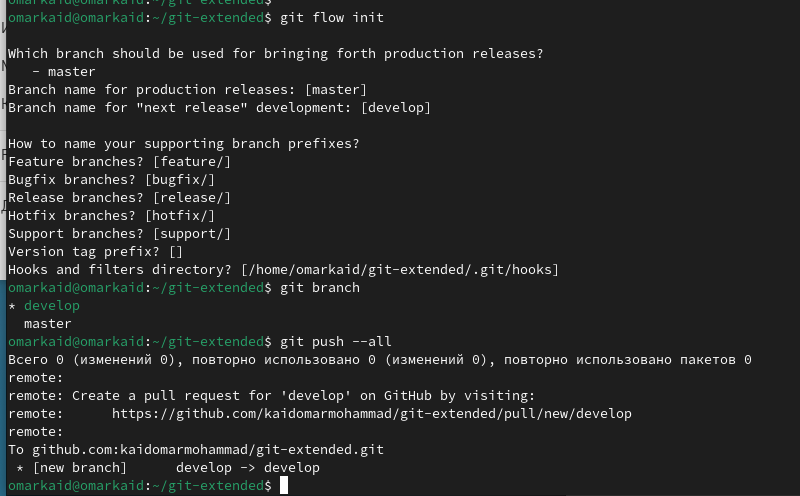 omarkaid@omarkaid:~/git-extended$ git flow init

Which branch should be used for bringing forth production releases?
   - master
Branch name for production releases: [master]
Branch name for "next release" development: [develop]

How to name your supporting branch prefixes?
Feature branches? [feature/]
Bugfix branches? [bugfix/]
Release branches? [release/]
Hotfix branches? [hotfix/]
Support branches? [support/]
Version tag prefix? []
Hooks and filters directory? [/home/omarkaid/git-extended/.git/hooks]
omarkaid@omarkaid:~/git-extended$ git branch
* develop
  master
omarkaid@omarkaid:~/git-extended$ git push --all
Всего 0 (изменений 0), повторно использовано 0 (изменений 0), повторно использовано пакетов 0
remote:
remote: Create a pull request for 'develop' on GitHub by visiting:
remote:      https://github.com/kaidomarmohammad/git-extended/pull/new/develop
remote:
To github.com:kaidomarmohammad/git-extended.git
 * [new branch]      develop -> develop
omarkaid@omarkaid:~/git-extended$